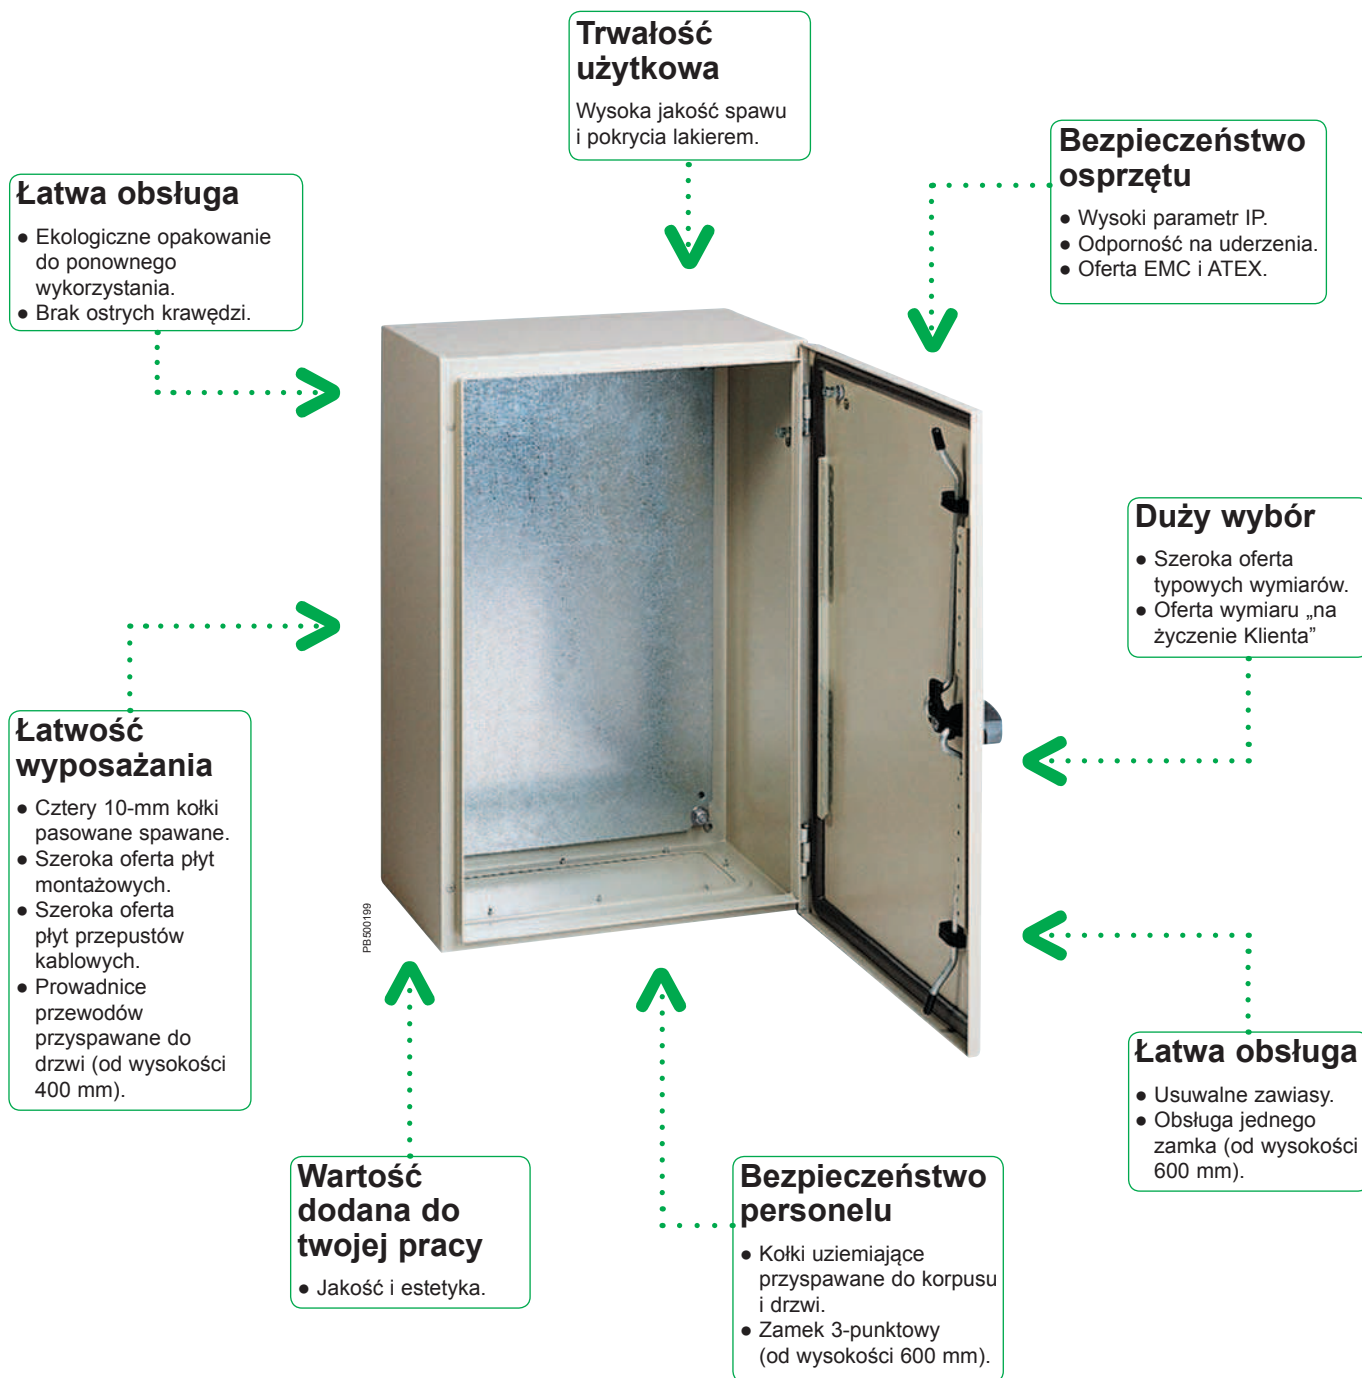 Trwałość
użytkowa
Wysoka jakość spawu
i pokrycia lakierem.
Bezpieczeństwo
osprzętu
● Wysoki parametr IP.
● Odporność na uderzenia.
● Oferta EMC i ATEX.
Łatwa obsługa
● Ekologiczne opakowanie
do ponownego
wykorzystania.
● Brak ostrych krawędzi.
Duży wybór
● Szeroka oferta
typowych wymiarów.
● Oferta wymiaru „na
życzenie Klienta”
Łatwość
wyposażania
● Cztery 10-mm kołki
pasowane spawane.
● Szeroka oferta płyt
montażowych.
● Szeroka oferta
płyt przepustów
kablowych.
● Prowadnice
przewodów
przyspawane do
drzwi (od wysokości
400 mm).
PB500199
Łatwa obsługa
● Usuwalne zawiasy.
● Obsługa jednego
zamka (od wysokości
600 mm).
Wartość
dodana do
twojej pracy
● Jakość i estetyka.
Bezpieczeństwo
personelu
● Kołki uziemiające
przyspawane do korpusu
i drzwi.
● Zamek 3-punktowy
(od wysokości 600 mm).